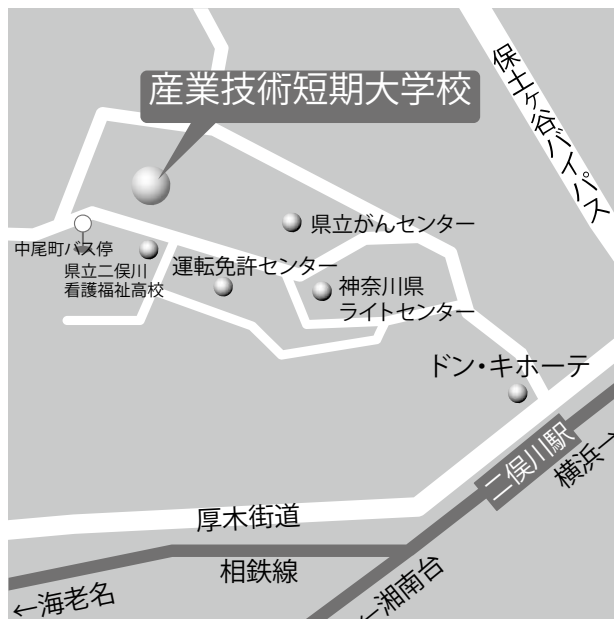 産業技術短期大学校
保土ヶ谷バイパス
県立がんセンター
中尾町バス停
県立二俣川
看護福祉高校
運転免許センター
神奈川県
ライトセンター
ドン・キホーテ
二俣川駅
横浜→
厚木街道
相鉄線
←海老名
←湘南台